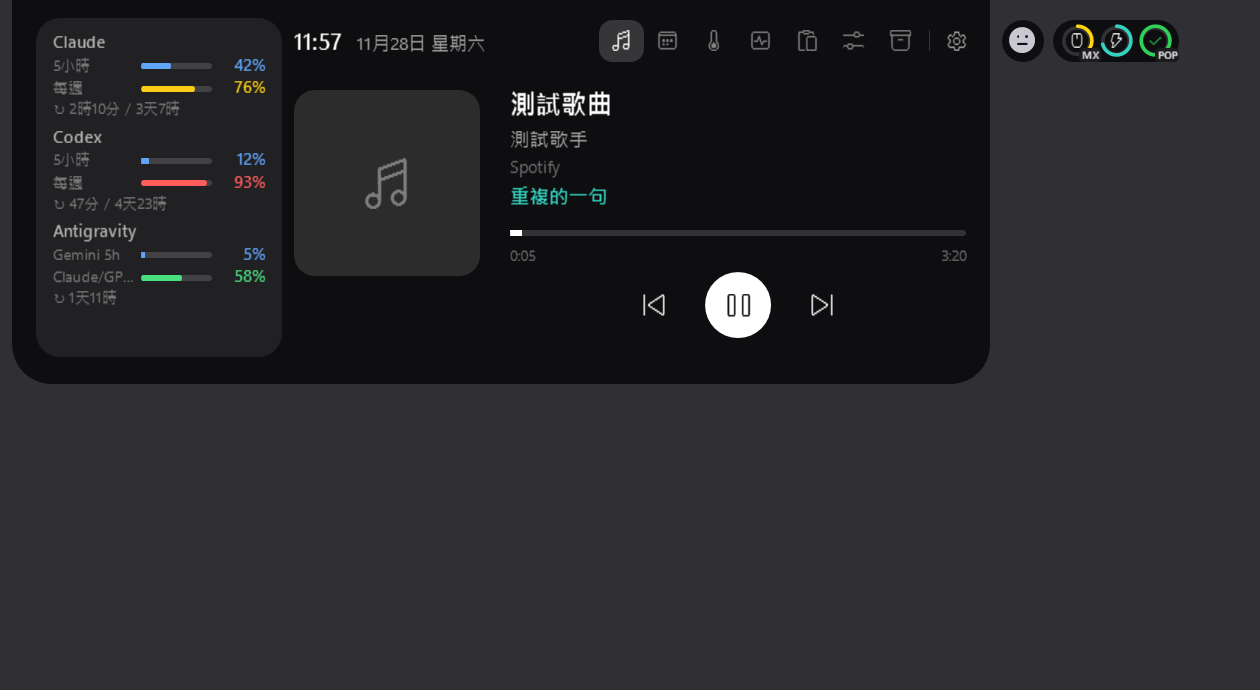 Claude
5小時 42%
每週 76%
↻ 2時10分 / 3天7時
Codex
5小時 12%
每週 93%
↻ 47分 / 4天23時
Antigravity
Gemini 5h 5%
Claude/GP... 58%
↻ 1天11時
11:57 11月28日 星期六
測試歌曲
測試歌手
Spotify
重複的一句
0:05 3:20
MX POP